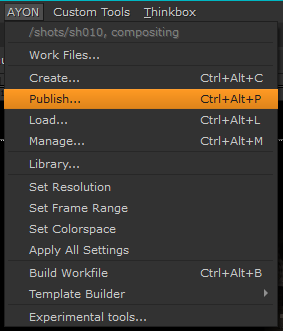 AYON Custom Tools Thinkbox
/shots/sh010, compositing
Work Files...
Create... Ctrl+Alt+C
Publish... Ctrl+Alt+P
Load... Ctrl+Alt+L
Manage... Ctrl+Alt+M
Library...
Set Resolution
Set Frame Range
Set Colorspace
Apply All Settings
Build Workfile Ctrl+Alt+B
Template Builder
Experimental tools...